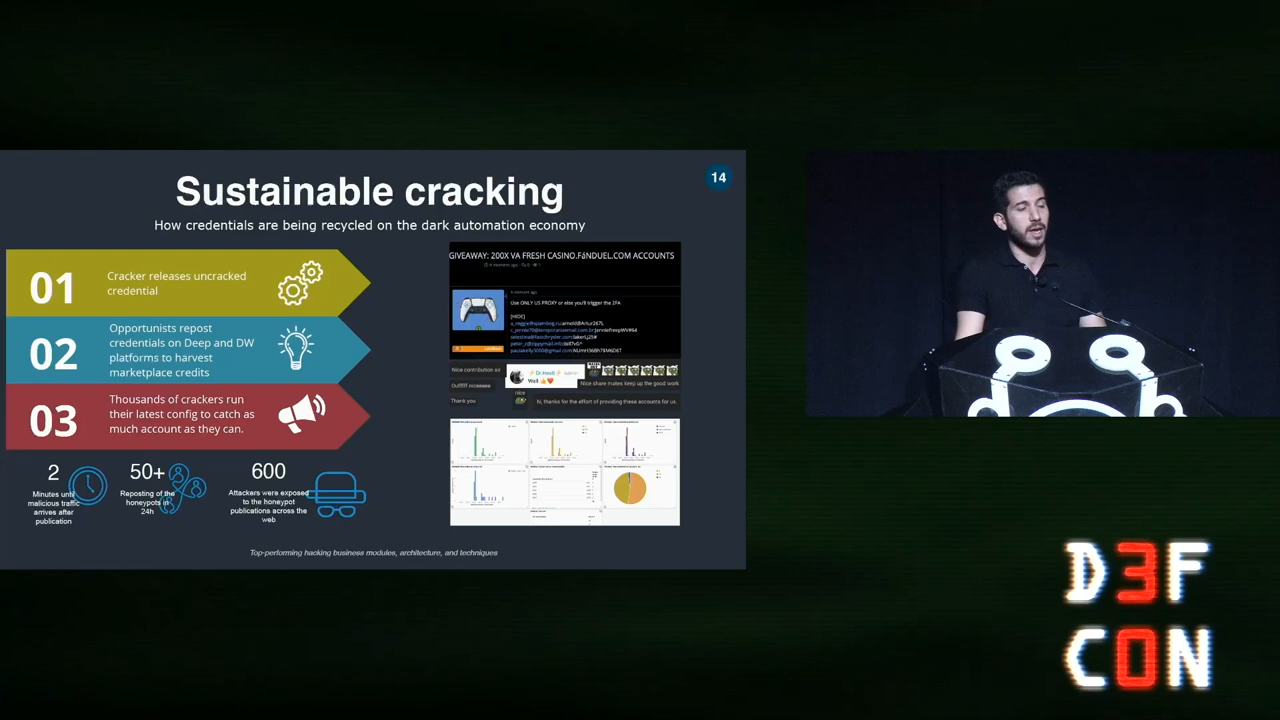 Sustainable cracking
14
How credentials are being recycled on the dark automation economy
01
Cracker releases uncracked
credential
02
Opportunists repost
credentials on Deep and DW
platforms to harvest
marketplace credits
03
Thousands of crackers run
their latest config to catch as
much account as they can.
2
Minutes until
malicious traffic
arrives after
publication
50+
Reposting of the
honeypots in
24h
600
Attackers were exposed
to the honeypot
publications across the
web
GIVEAWAY: 200X VA FRESH CASINO.FANDUEL.COM ACCOUNTS
Use ONLY US PROXY or else you'll trigger the 2FA
[HIDE]
Nice contribution sir
Well
Nice share mates keep up the good work
Thank you
nice
N, thanks for the effort of providing these accounts for us.
Top-performing hacking business modules, architecture, and techniques
D3F
C0N